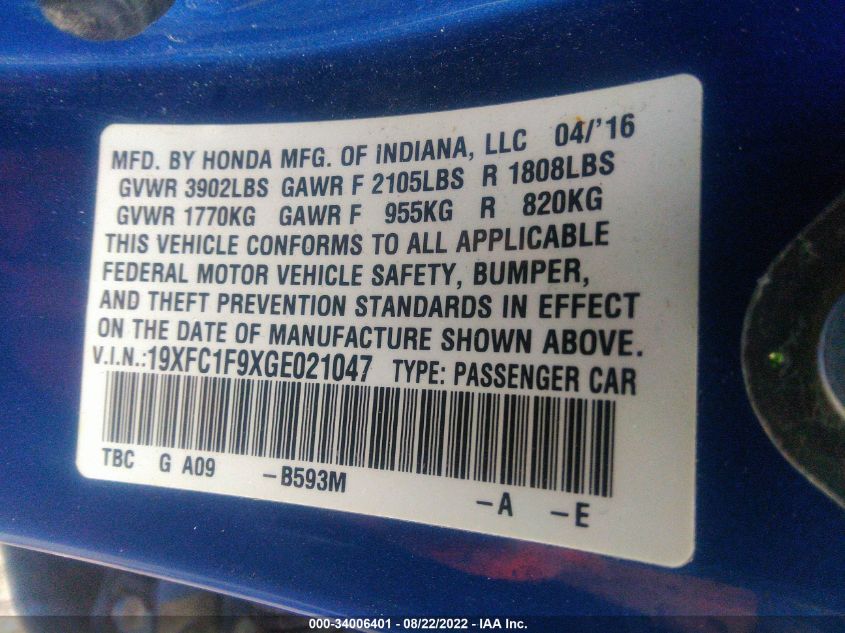 MFD. BY HONDA MFG. OF INDIANA, LLC 04/'16
GVWR 3902LBS GAWR F 2105LBS R 1808LBS
GVWR 1770KG GAWR F 955KG R 820KG
THIS VEHICLE CONFORMS TO ALL APPLICABLE
FEDERAL MOTOR VEHICLE SAFETY, BUMPER,
AND THEFT PREVENTION STANDARDS IN EFFECT
ON THE DATE OF MANUFACTURE SHOWN ABOVE.
V.I.N.:19XFC1F9XGE021047 TYPE: PASSENGER CAR
TBC G A09 -B593M -A -E
000-34006401 - 08/22/2022 - IAA Inc.